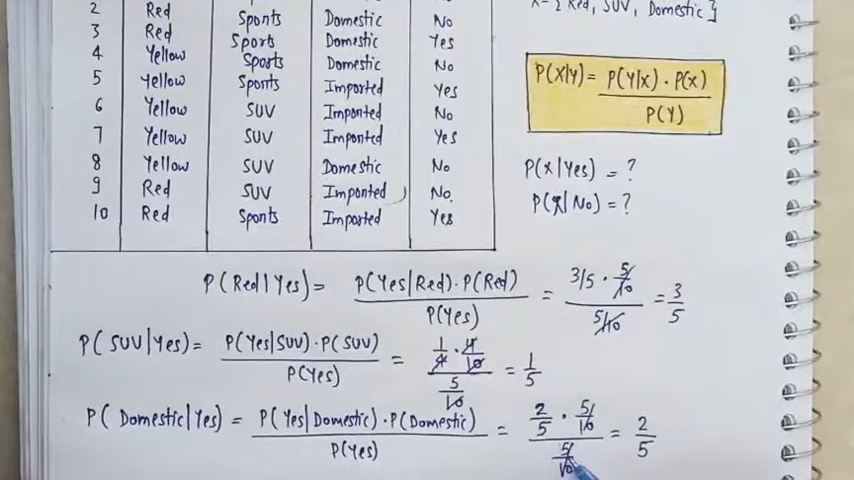 X = { Red, SUV, Domestic }
2 Red Sports Domestic No
3 Red Sports Domestic Yes
4 Yellow Sports Domestic No
5 Yellow Sports Imported Yes
6 Yellow SUV Imported No
7 Yellow SUV Imported Yes
8 Yellow SUV Domestic No
9 Red SUV Imported No
10 Red Sports Imported Yes
P(X|Y) = P(Y|X) · P(X) / P(Y)
P(X|Yes) = ?
P(X|No) = ?
P(Red|Yes) = P(Yes|Red) · P(Red) / P(Yes) = 3/5 · 5/10 / 5/10 = 3/5
P(SUV|Yes) = P(Yes|SUV) · P(SUV) / P(Yes) = 1/4 · 4/10 / 5/10 = 1/5
P(Domestic|Yes) = P(Yes|Domestic) · P(Domestic) / P(Yes) = 2/5 · 5/10 / 5/10 = 2/5